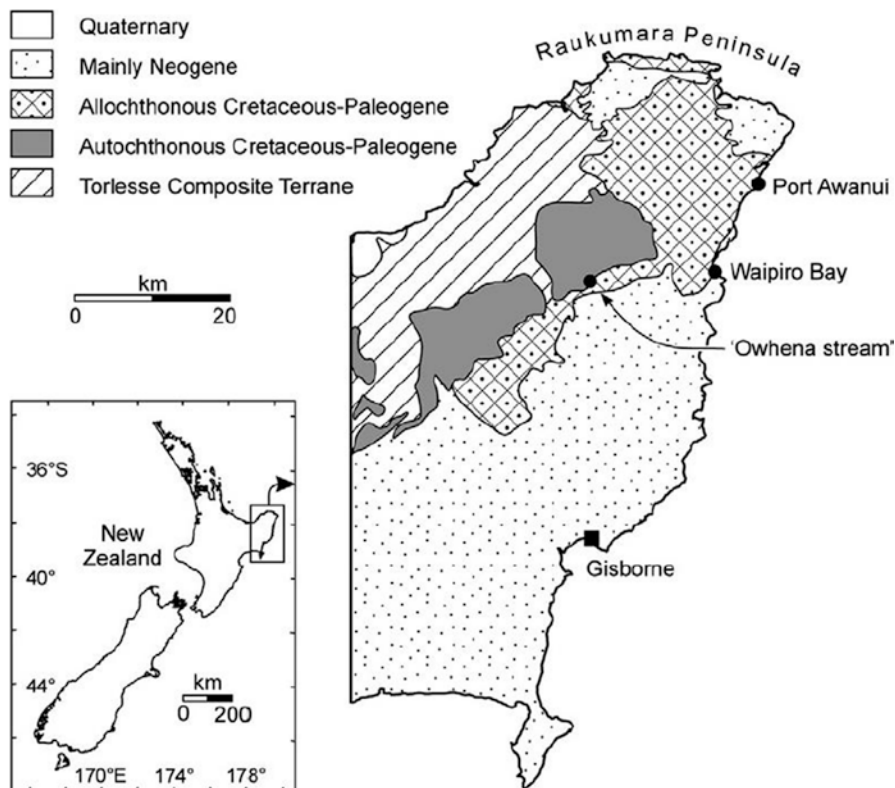 Quaternary
Mainly Neogene
Allochthonous Cretaceous-Paleogene
Autochthonous Cretaceous-Paleogene
Torlesse Composite Terrane
km
0 20
Raukumara Peninsula
Port Awanui
Waipiro Bay
'Owhena stream"
Gisborne
36°S
New
Zealand
40°
44°
km
0 200
170°E 174° 178°